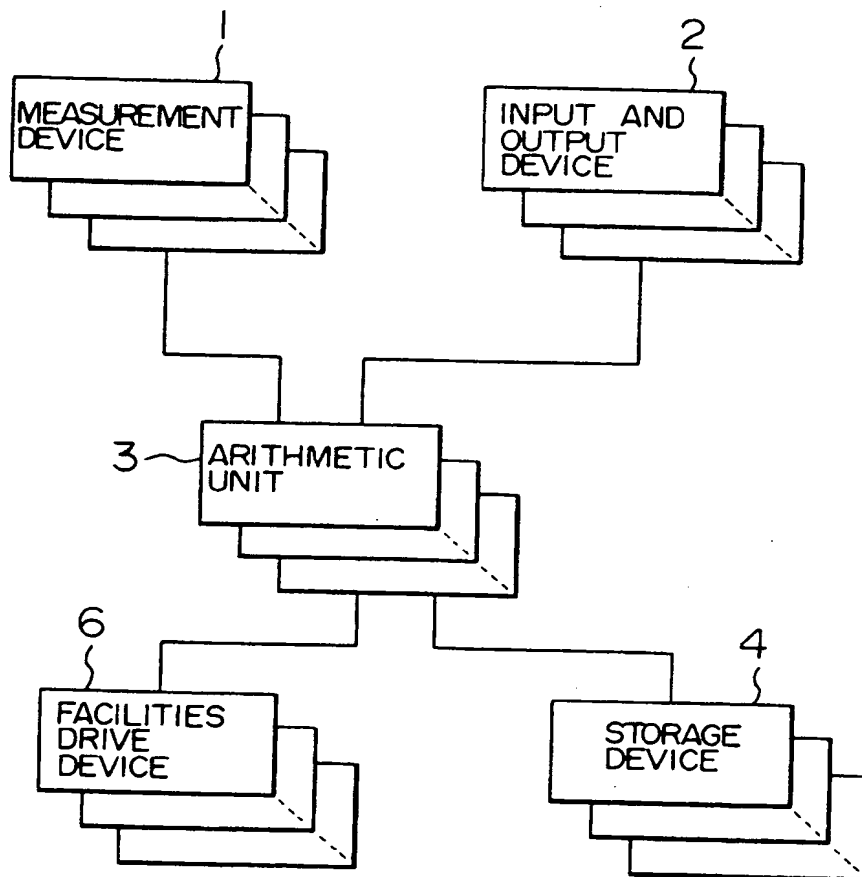 1
2
MEASUREMENT
DEVICE
INPUT AND
OUTPUT
DEVICE
3
ARITHMETIC
UNIT
6
4
FACILITIES
DRIVE
DEVICE
STORAGE
DEVICE